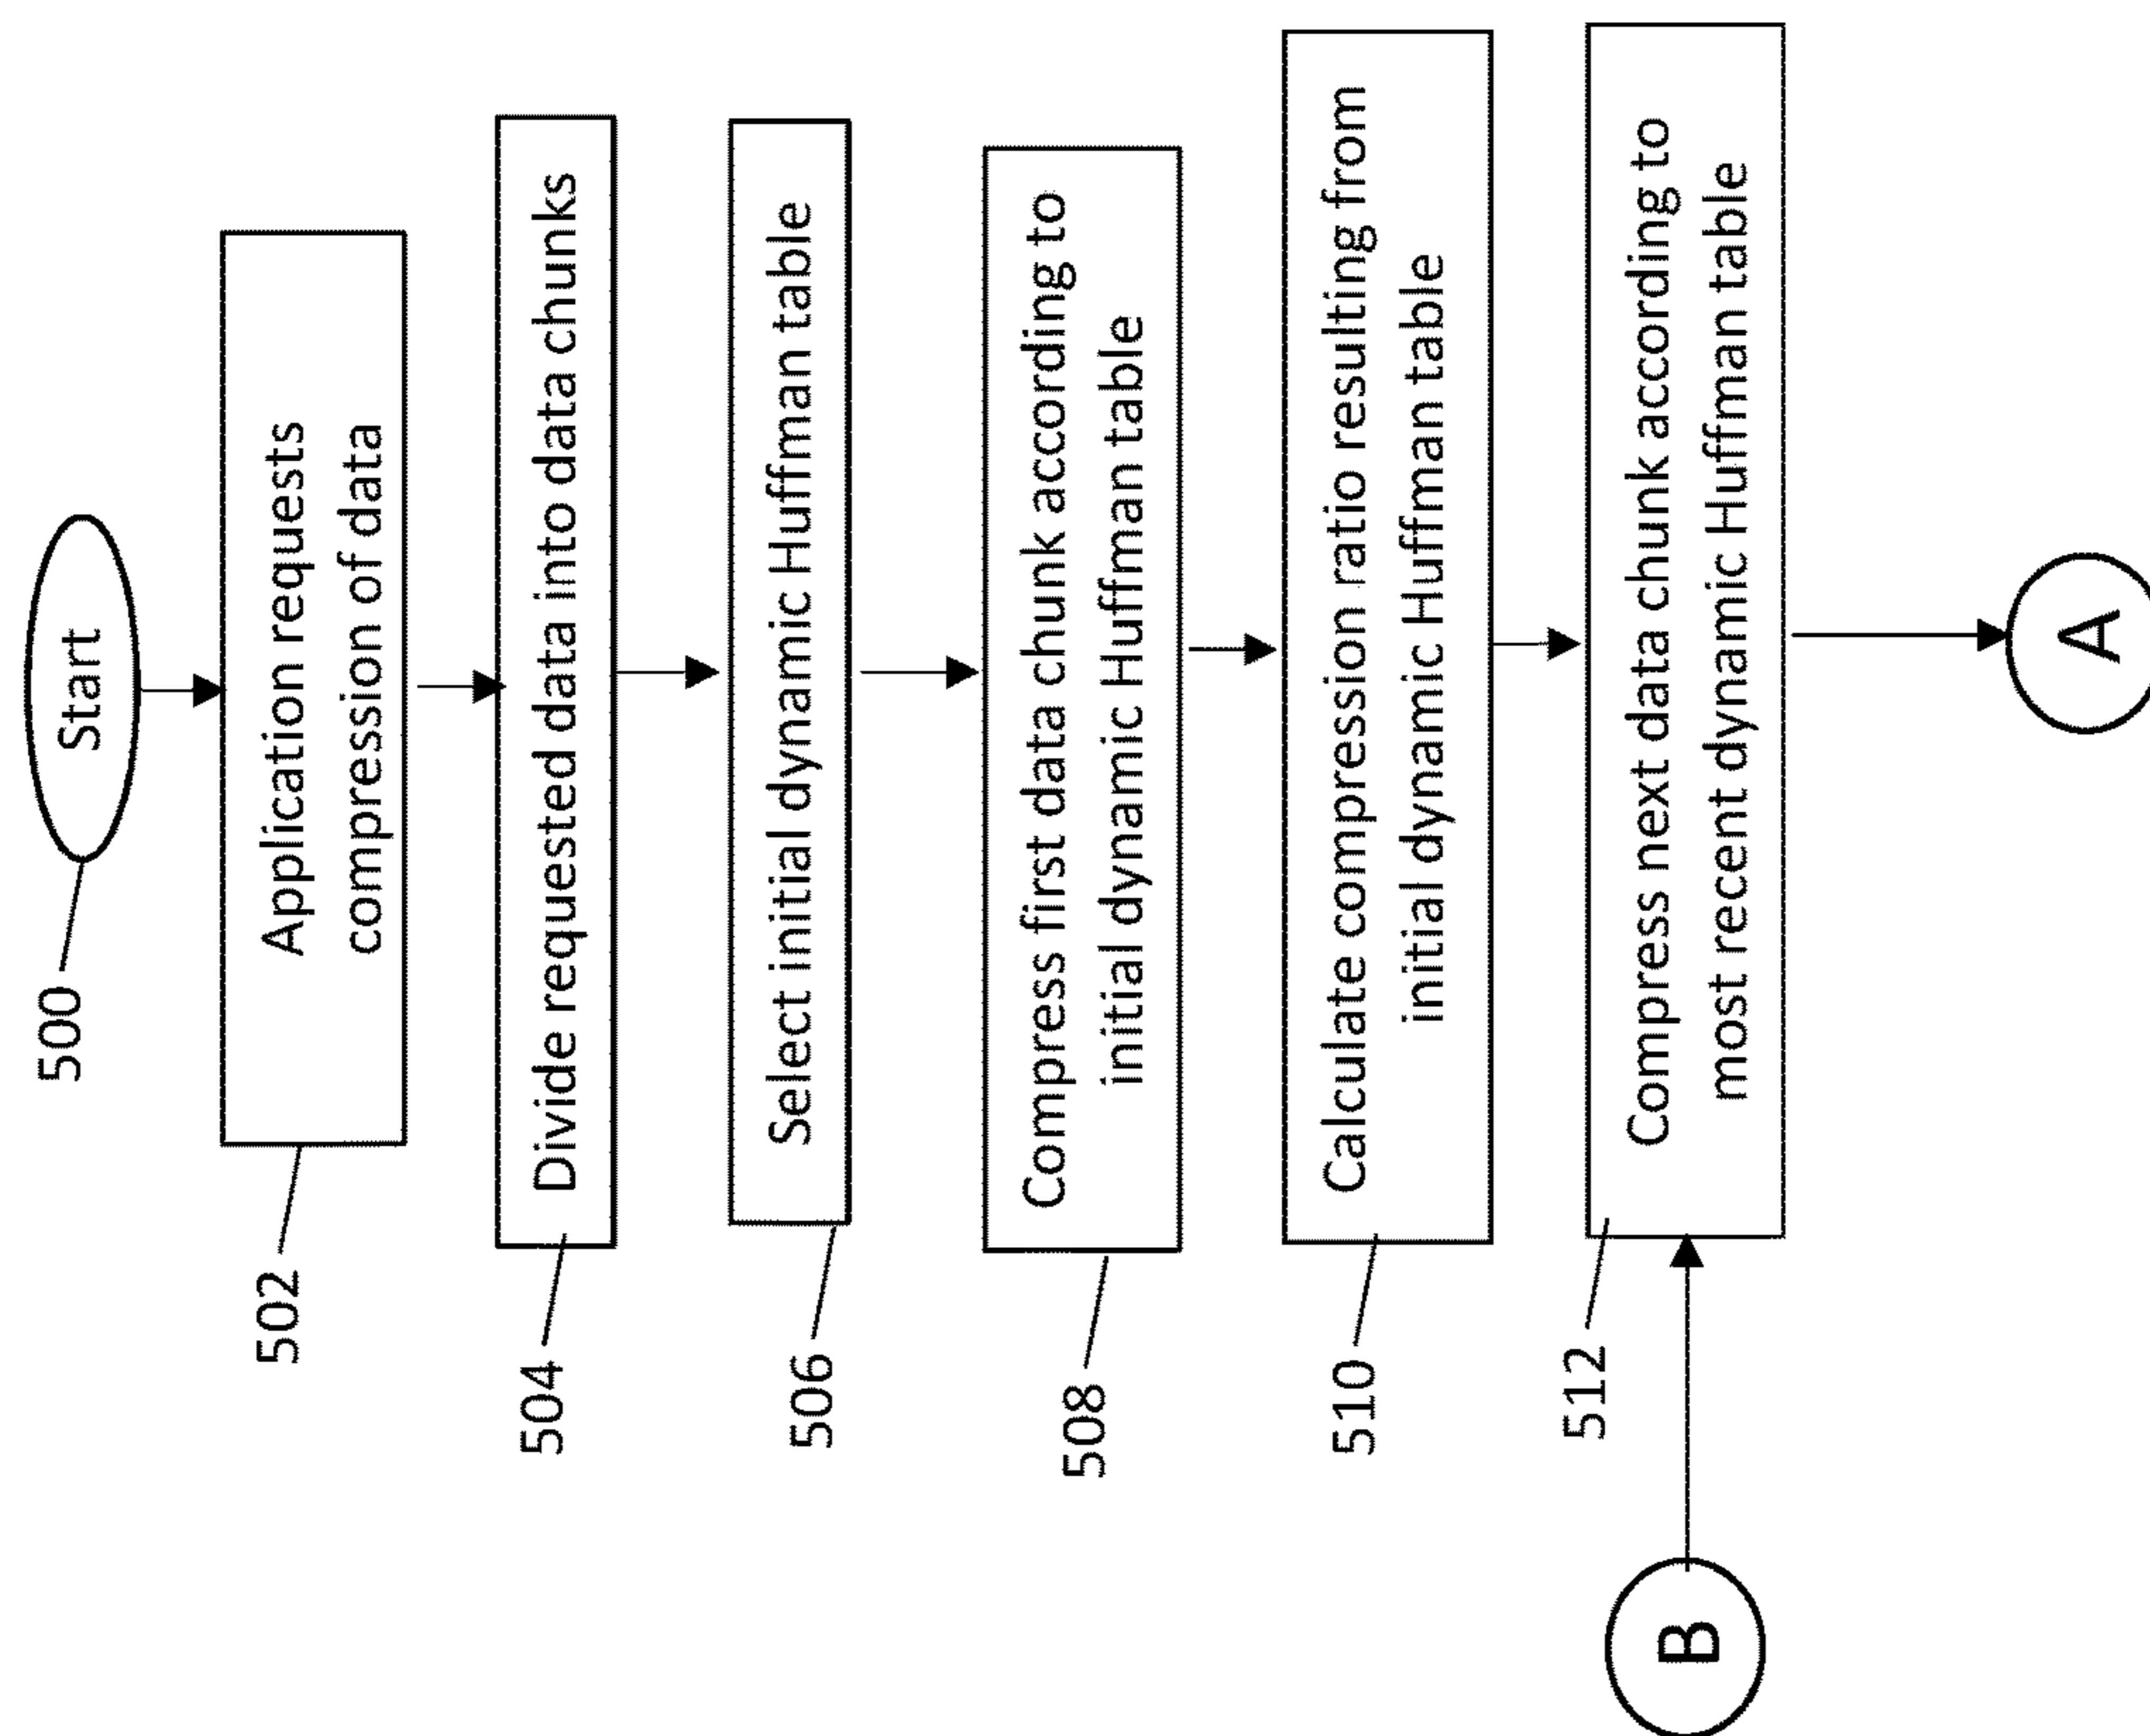 500
Start
502
Application requests
compression of data
504
Divide requested data into data chunks
506
Select initial dynamic Huffman table
508
Compress first data chunk according to
initial dynamic Huffman table
510
Calculate compression ratio resulting from
initial dynamic Huffman table
512
Compress next data chunk according to
most recent dynamic Huffman table
B
A